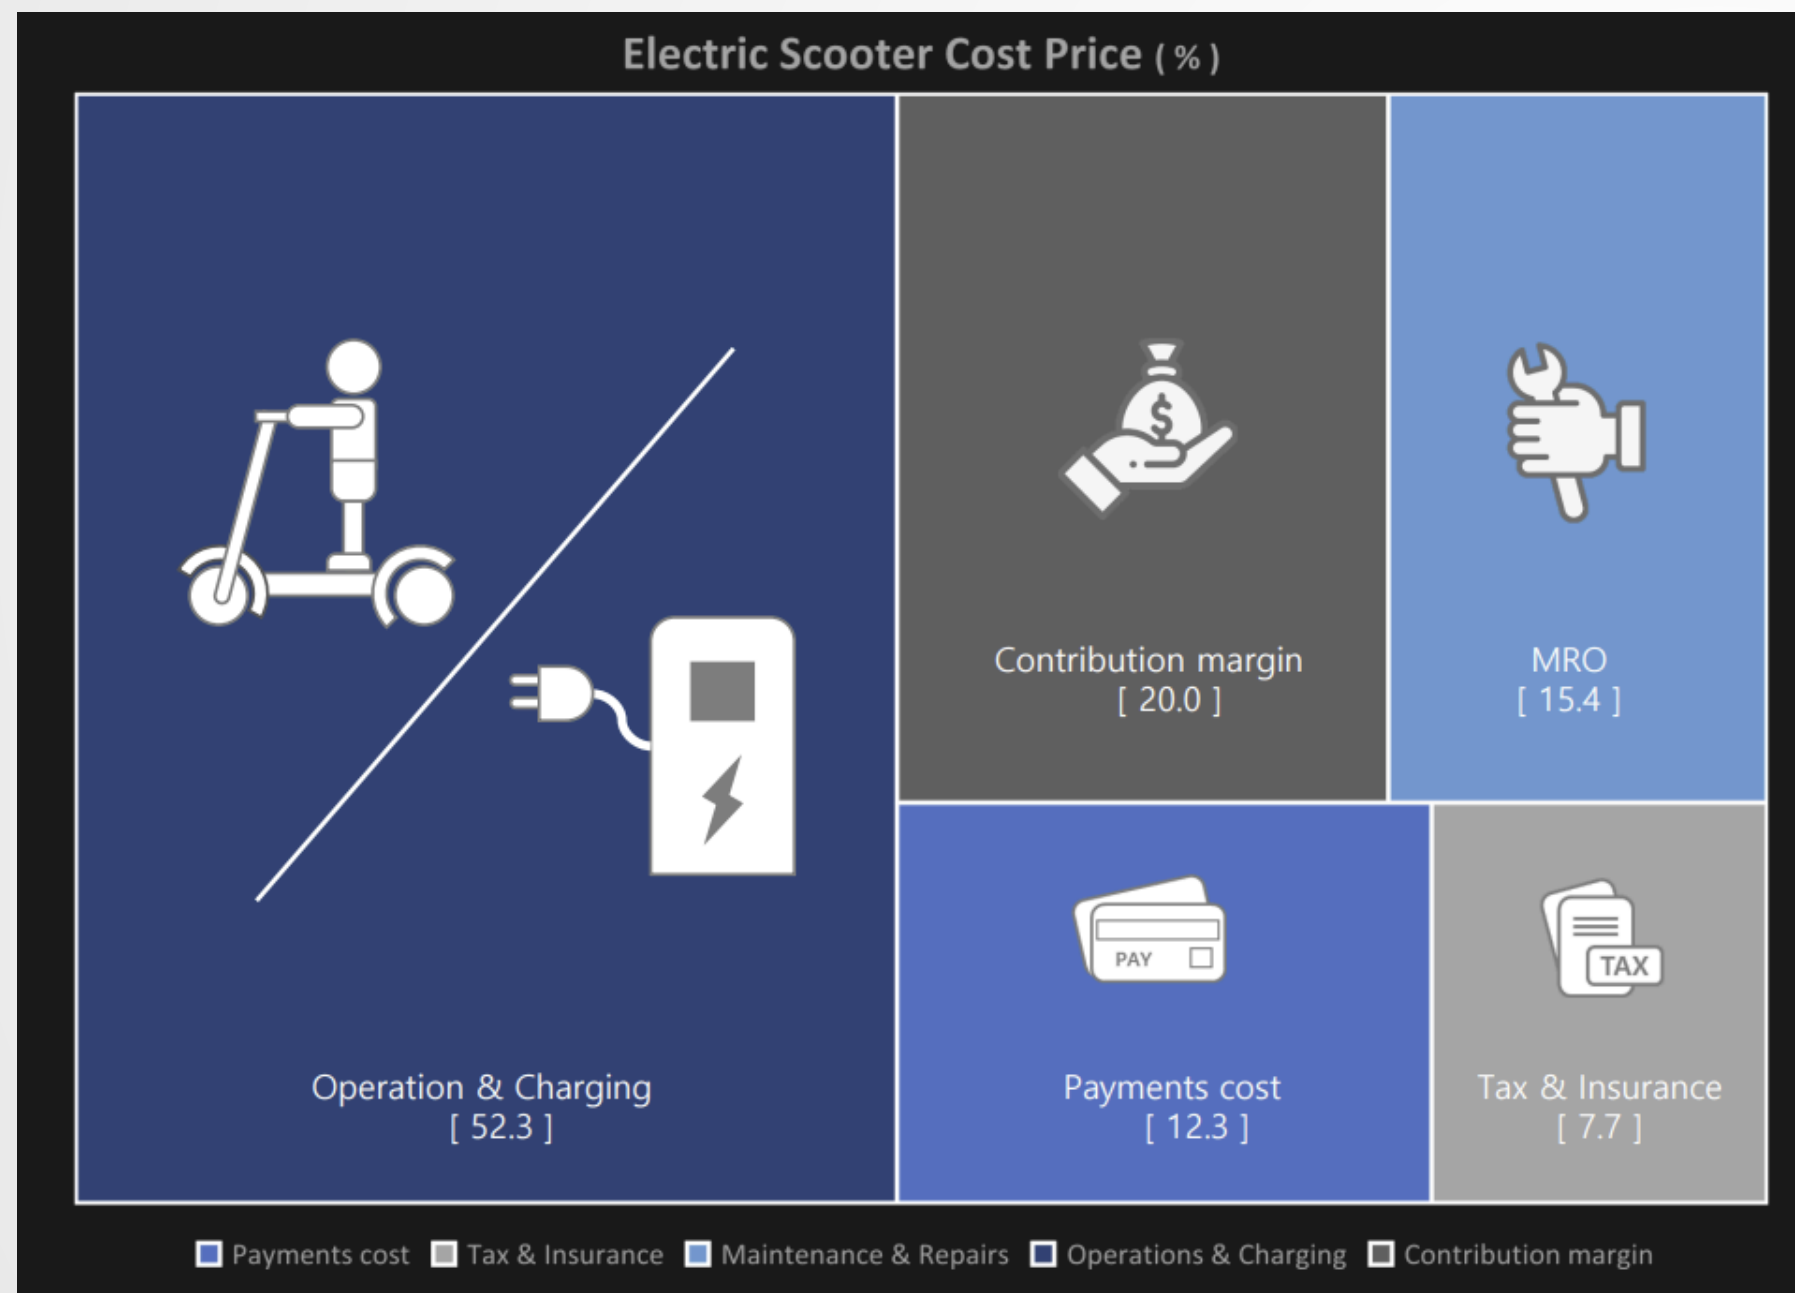 Electric Scooter Cost Price ( % )
Operation & Charging
[ 52.3 ]
$
Contribution margin
[ 20.0 ]
MRO
[ 15.4 ]
PAY
Payments cost
[ 12.3 ]
TAX
Tax & Insurance
[ 7.7 ]
Payments cost Tax & Insurance Maintenance & Repairs Operations & Charging Contribution margin